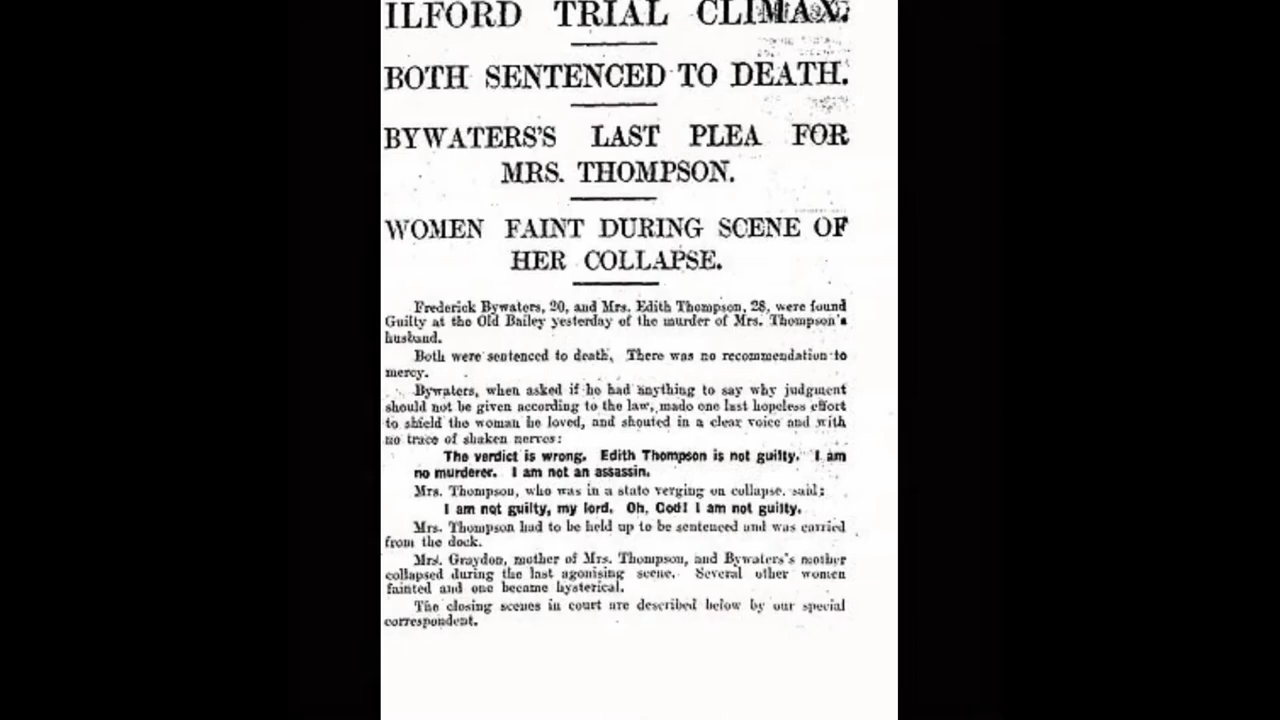 ILFORD TRIAL CLIMAX.
BOTH SENTENCED TO DEATH.
BYWATERS'S LAST PLEA FOR
MRS. THOMPSON.
WOMEN FAINT DURING SCENE OF
HER COLLAPSE.
Frederick Bywaters, 20, and Mrs. Edith Thompson, 28, were found
Guilty at the Old Bailey yesterday of the murder of Mrs. Thompson's
husband.
Both were sentenced to death. There was no recommendation to
mercy.
Bywaters, when asked if he had anything to say why judgment
should not be given according to the law, made one last hopeless effort
to shield the woman he loved, and shouted in a clear voice and with
no trace of shaken nerves:
The verdict is wrong. Edith Thompson is not guilty. I am
no murderer. I am not an assassin.
Mrs. Thompson, who was in a state verging on collapse, said:
I am not guilty, my lord. Oh, God! I am not guilty.
Mrs. Thompson had to be held up to be sentenced and was carried
from the dock.
Mrs. Graydon, mother of Mrs. Thompson, and Bywaters's mother
collapsed during the last agonising scene. Several other women
fainted and one became hysterical.
The closing scenes in court are described below by our special
correspondent.